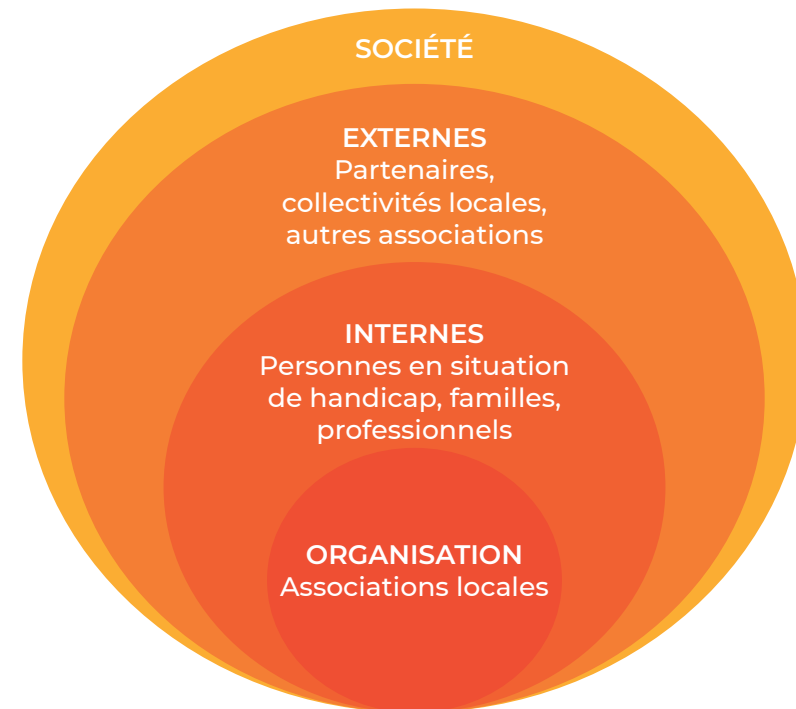 SOCIÉTÉ
EXTERNES
Partenaires,
collectivités locales,
autres associations
INTERNES
Personnes en situation
de handicap, familles,
professionnels
ORGANISATION
Associations locales